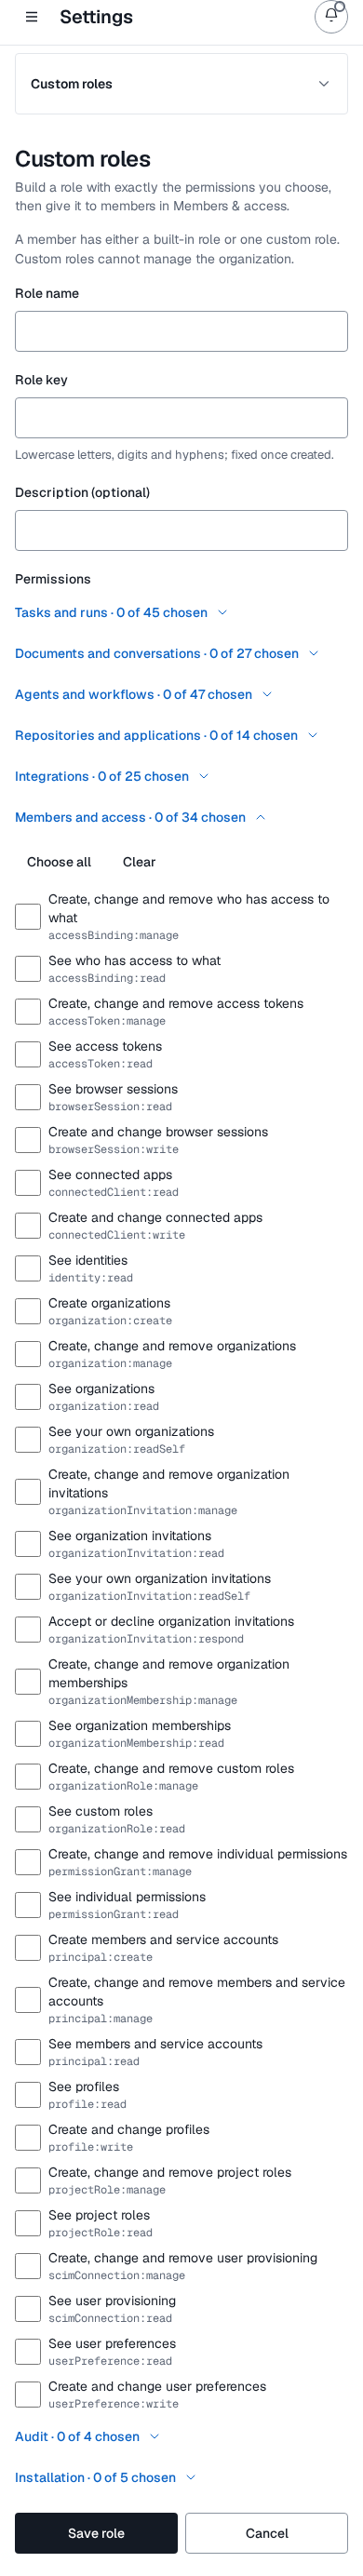 Settings
Custom roles
Custom roles
Build a role with exactly the permissions you choose,
then give it to members in Members & access.
A member has either a built-in role or one custom role.
Custom roles cannot manage the organization.
Role name
Role key
Lowercase letters, digits and hyphens; fixed once created.
Description (optional)
Permissions
Tasks and runs · 0 of 45 chosen
Documents and conversations · 0 of 27 chosen
Agents and workflows · 0 of 47 chosen
Repositories and applications · 0 of 14 chosen
Integrations · 0 of 25 chosen
Members and access · 0 of 34 chosen
Choose all Clear
Create, change and remove who has access to
what
accessBinding:manage
See who has access to what
accessBinding:read
Create, change and remove access tokens
accessToken:manage
See access tokens
accessToken:read
See browser sessions
browserSession:read
Create and change browser sessions
browserSession:write
See connected apps
connectedClient:read
Create and change connected apps
connectedClient:write
See identities
identity:read
Create organizations
organization:create
Create, change and remove organizations
organization:manage
See organizations
organization:read
See your own organizations
organization:readSelf
Create, change and remove organization
invitations
organizationInvitation:manage
See organization invitations
organizationInvitation:read
See your own organization invitations
organizationInvitation:readSelf
Accept or decline organization invitations
organizationInvitation:respond
Create, change and remove organization
memberships
organizationMembership:manage
See organization memberships
organizationMembership:read
Create, change and remove custom roles
organizationRole:manage
See custom roles
organizationRole:read
Create, change and remove individual permissions
permissionGrant:manage
See individual permissions
permissionGrant:read
Create members and service accounts
principal:create
Create, change and remove members and service
accounts
principal:manage
See members and service accounts
principal:read
See profiles
profile:read
Create and change profiles
profile:write
Create, change and remove project roles
projectRole:manage
See project roles
projectRole:read
Create, change and remove user provisioning
scimConnection:manage
See user provisioning
scimConnection:read
See user preferences
userPreference:read
Create and change user preferences
userPreference:write
Audit · 0 of 4 chosen
Installation · 0 of 5 chosen
Save role Cancel